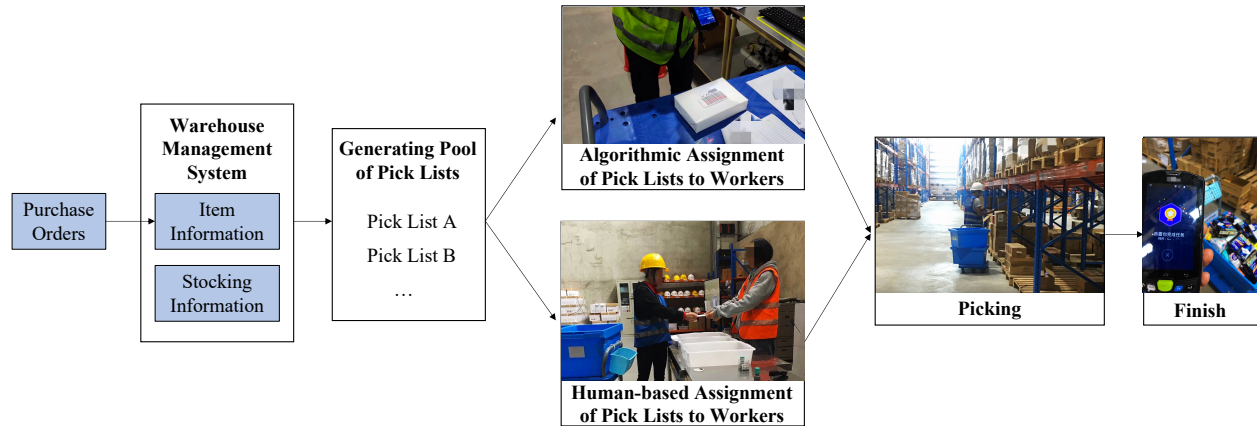 Purchase
Orders
Warehouse
Management
System
Item
Information
Stocking
Information
Generating Pool
of Pick Lists
Pick List A
Pick List B
…
Algorithmic Assignment
of Pick Lists to Workers
Human-based Assignment
of Pick Lists to Workers
Picking
Finish